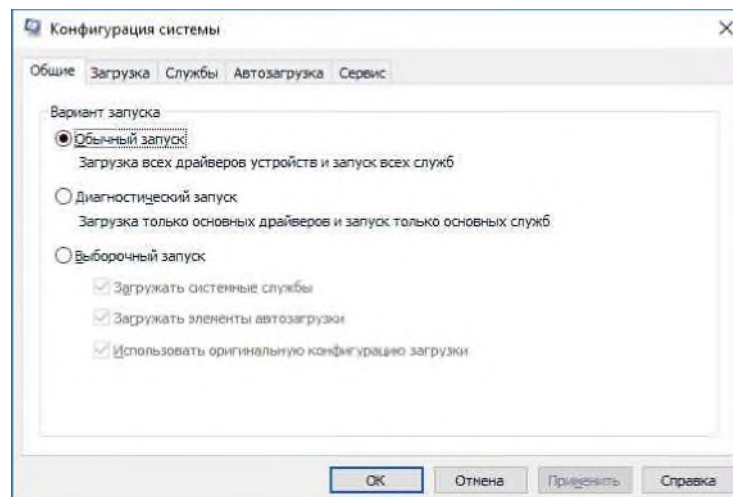 Конфигурация системы
Общие Загрузка Службы Автозагрузка Сервис
Вариант запуска
Обычный запуск
Загрузка всех драйверов устройств и запуск всех служб
Диагностический запуск
Загрузка только основных драйверов и запуск только основных служб
Выборочный запуск
Загружать системные службы
Загружать элементы автозагрузки
Использовать оригинальную конфигурацию загрузки
ОК Отмена Применить Справка